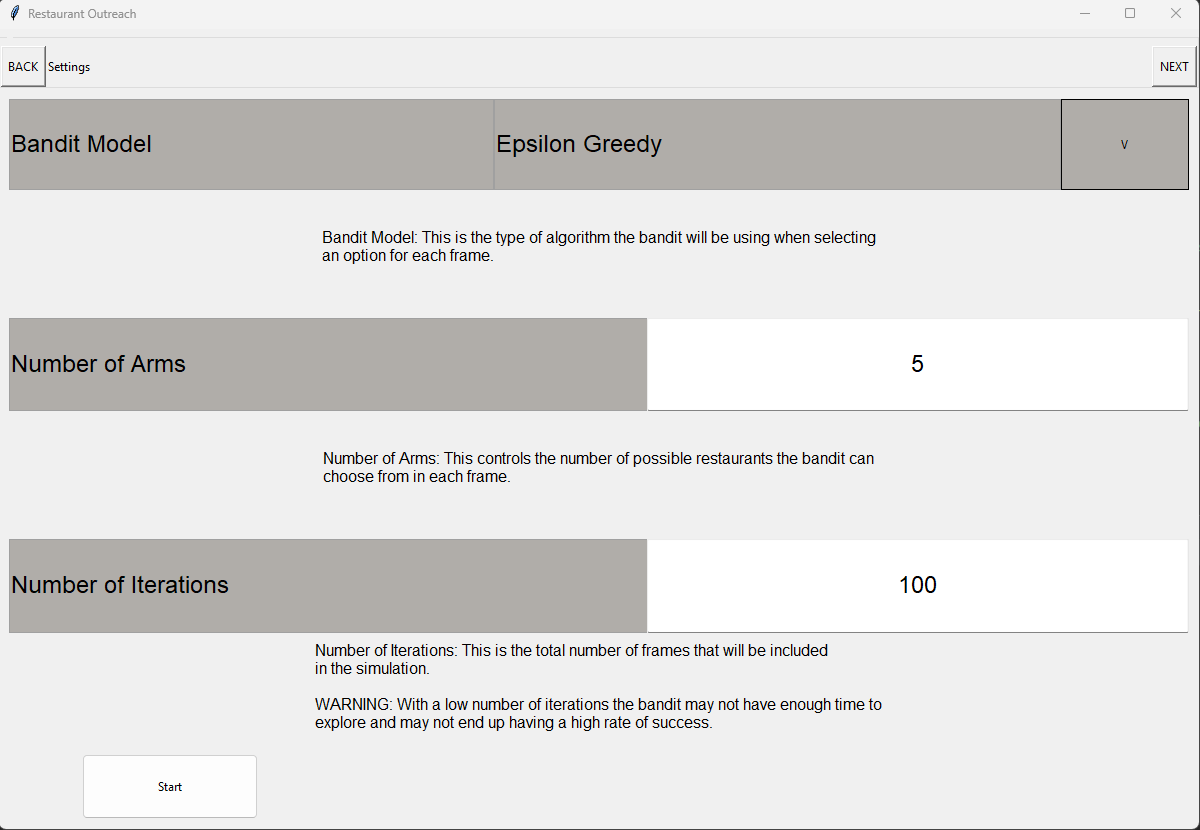 Restaurant Outreach
BACK Settings NEXT
Bandit Model Epsilon Greedy V
Bandit Model: This is the type of algorithm the bandit will be using when selecting
an option for each frame.
Number of Arms 5
Number of Arms: This controls the number of possible restaurants the bandit can
choose from in each frame.
Number of Iterations 100
Number of Iterations: This is the total number of frames that will be included
in the simulation.
WARNING: With a low number of iterations the bandit may not have enough time to
explore and may not end up having a high rate of success.
Start